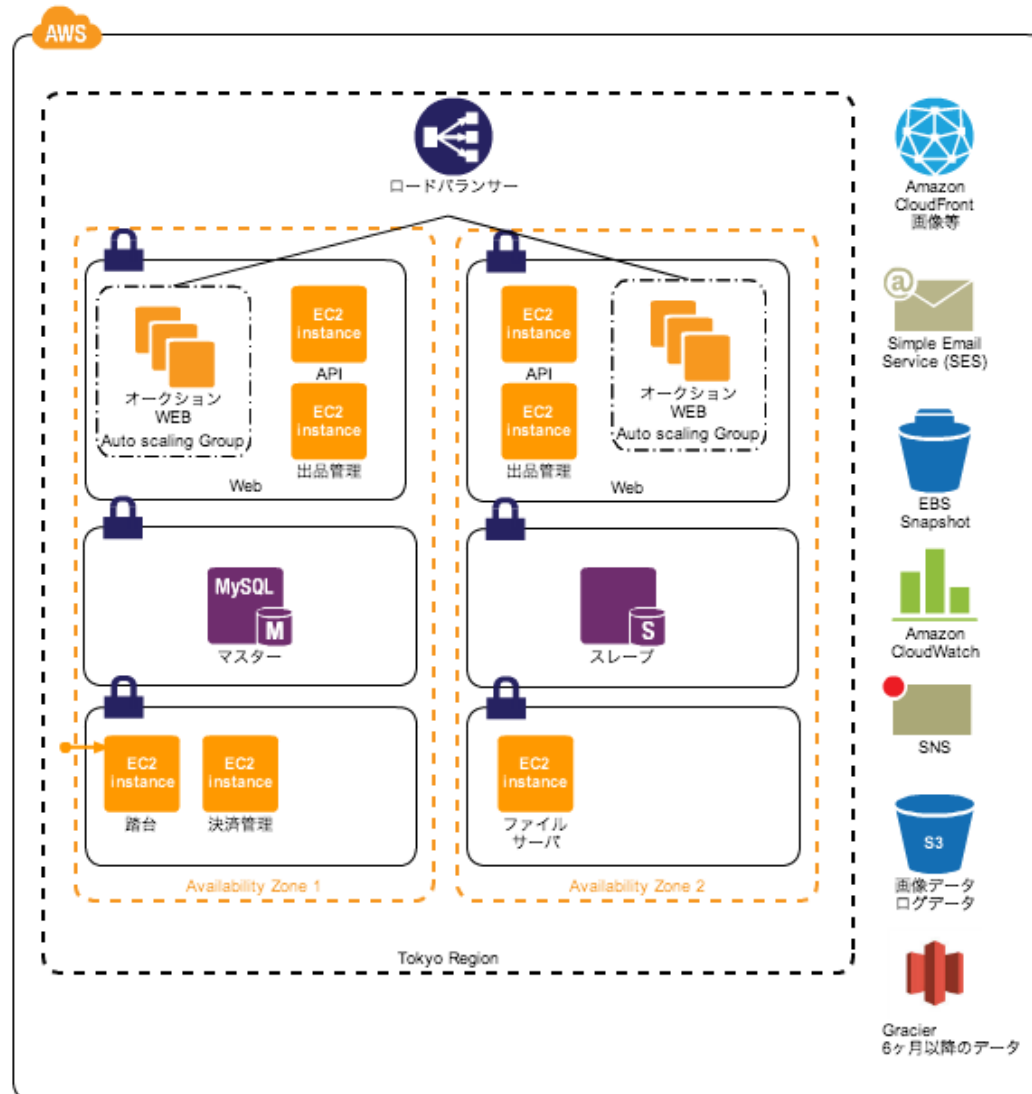 AWS
ロードバランサー
EC2
instance
API
オークション
WEB
Auto scaling Group
EC2
instance
出品管理
Web
EC2
instance
API
オークション
WEB
Auto scaling Group
EC2
instance
出品管理
Web
MySQL
M
マスター
S
スレーブ
EC2
instance
踏台
EC2
instance
決済管理
EC2
instance
ファイル
サーバ
Availability Zone 1
Availability Zone 2
Tokyo Region
Amazon
CloudFront
画像等
@
Simple Email
Service (SES)
EBS
Snapshot
Amazon
CloudWatch
SNS
S3
画像データ
ログデータ
Gracier
6ヶ月以降のデータ